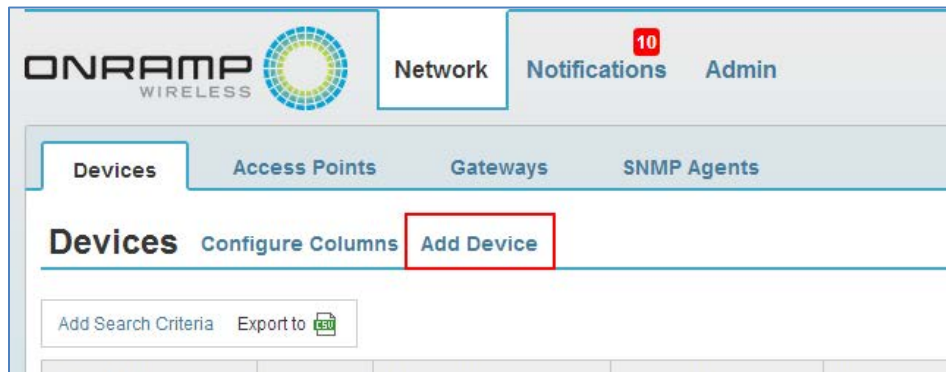 ONRAMP
WIRELESS
Network Notifications 10 Admin
Devices Access Points Gateways SNMP Agents
Devices Configure Columns Add Device
Add Search Criteria Export to CSV